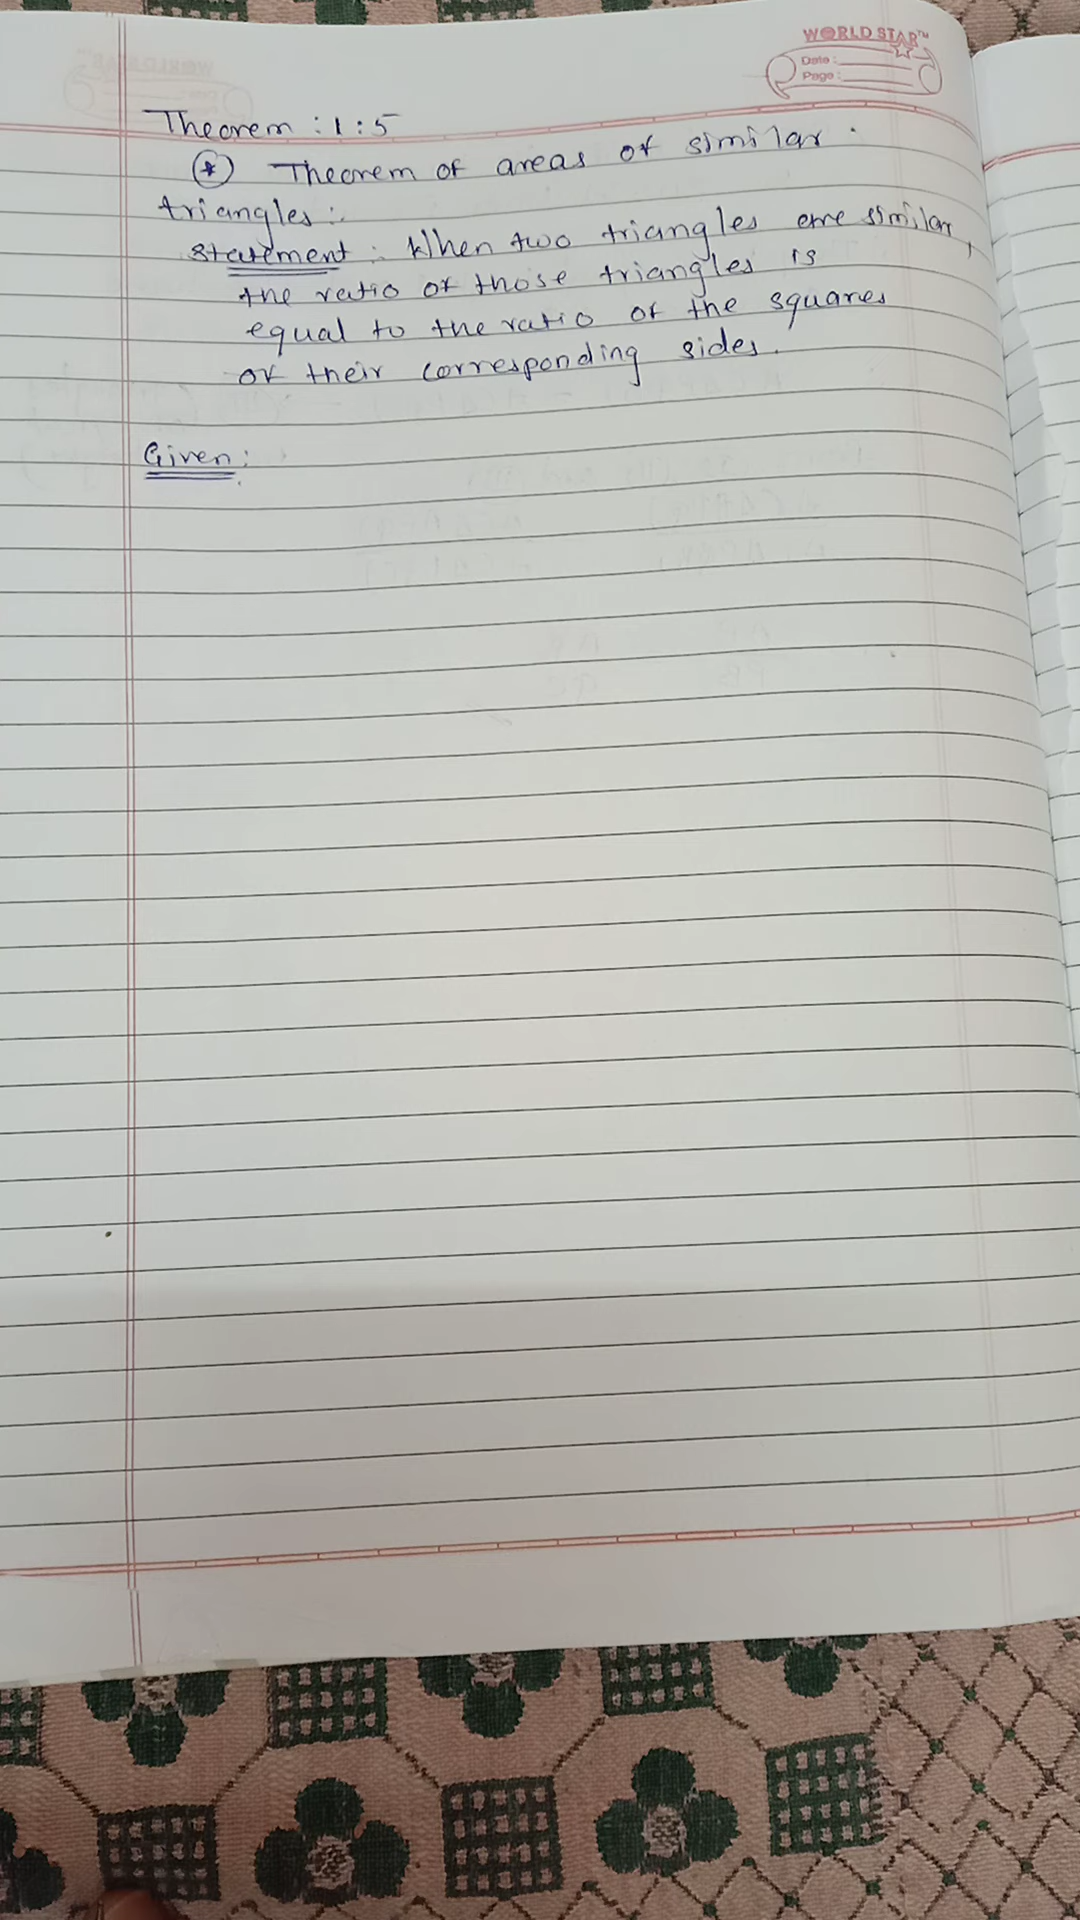 WORLD STAR™
Date :
Page :
Theorem : 1 : 5
* Theorem of areas of similar
triangles :
Statement : When two triangles are similar,
the ratio of those triangles is
equal to the ratio of the squares
of their corresponding sides.
Given :